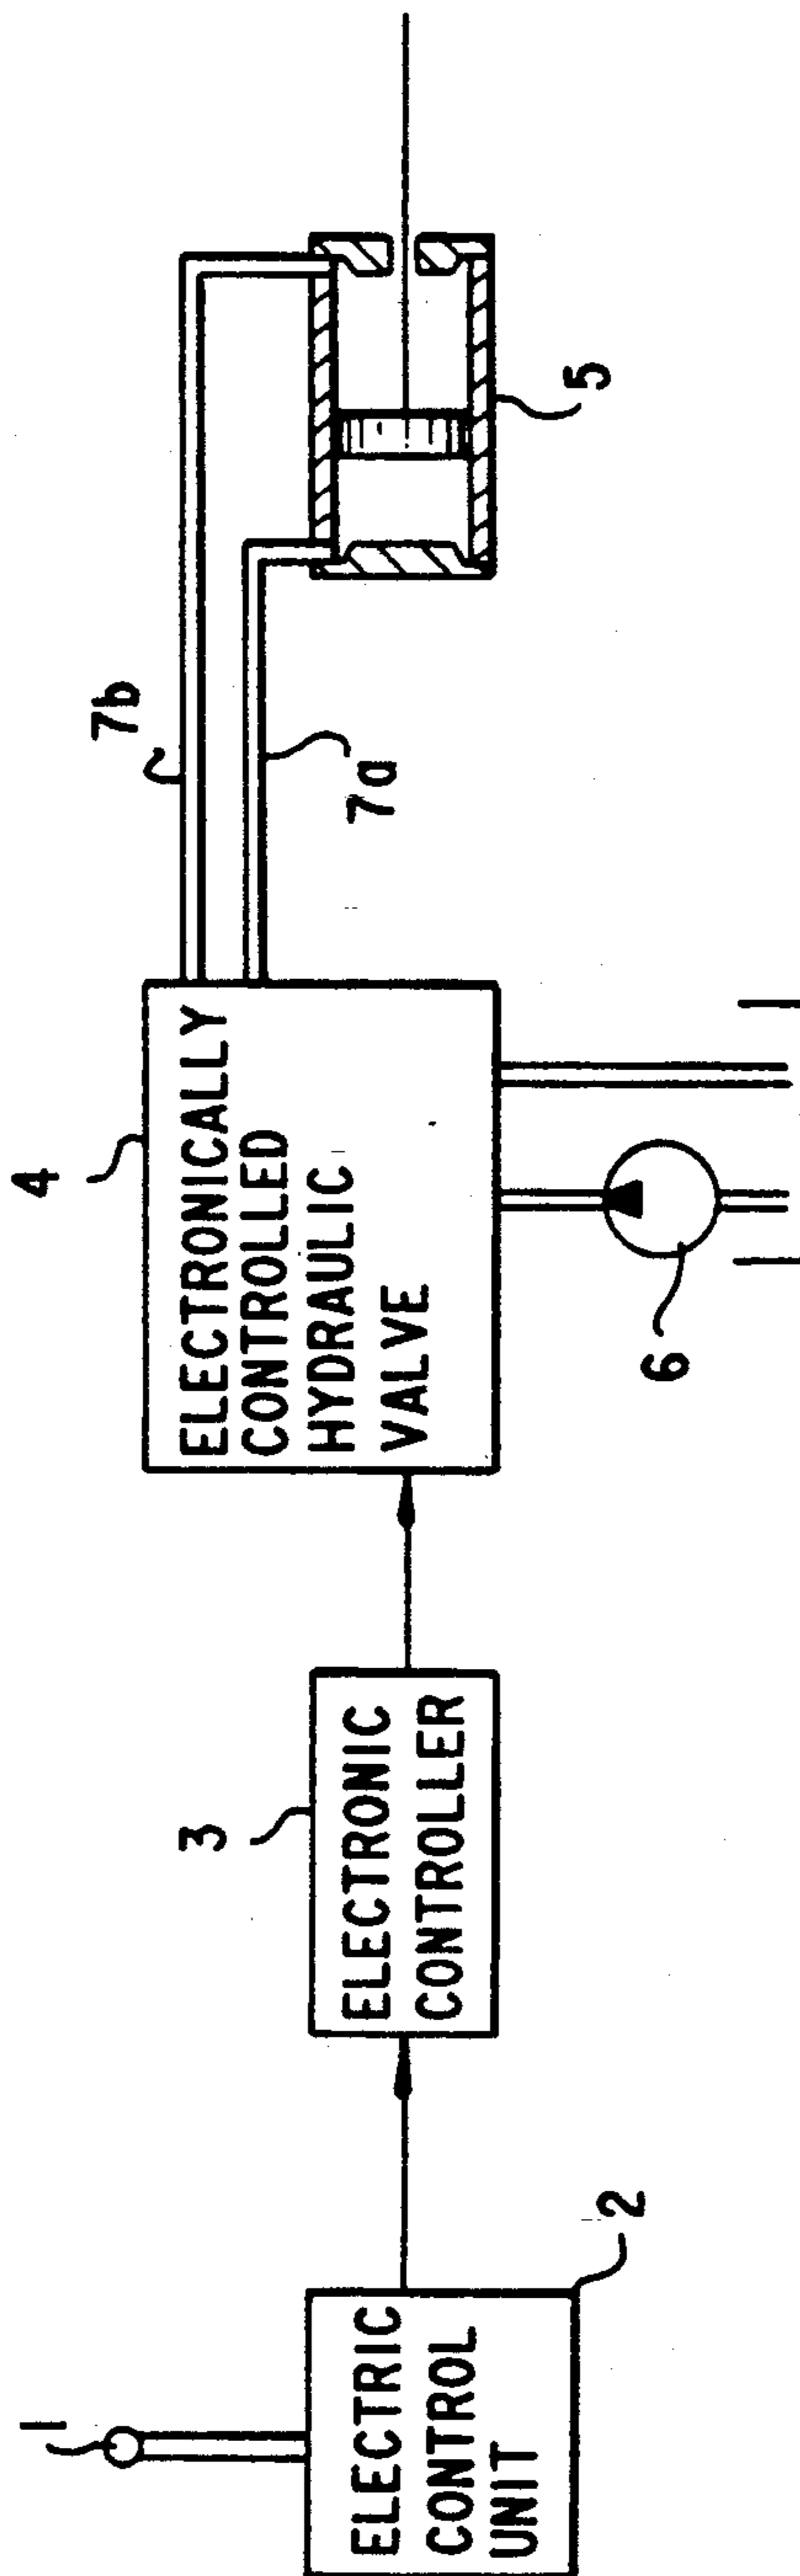 1
ELECTRIC
CONTROL
UNIT
2
3
ELECTRONIC
CONTROLLER
4
ELECTRONICALLY
CONTROLLED
HYDRAULIC
VALVE
6
7b
7a
5